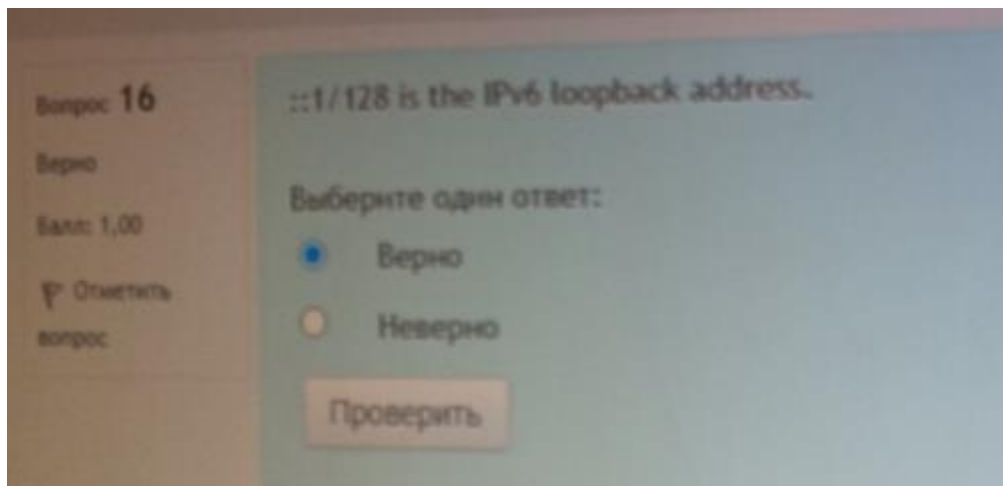 Вопрос 16
Верно
Балл: 1,00
Отметить
вопрос
::1/128 is the IPv6 loopback address.
Выберите один ответ:
Верно
Неверно
Проверить